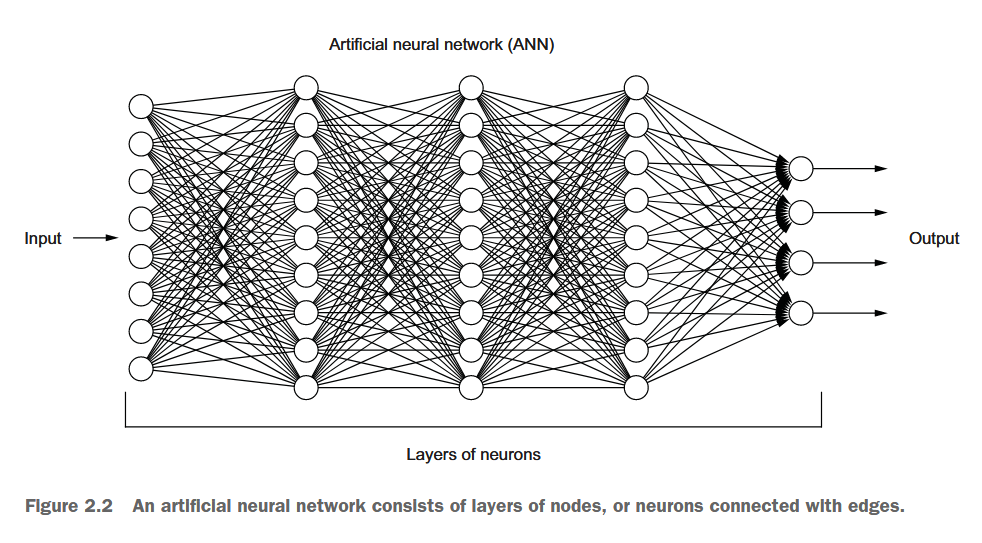 Artificial neural network (ANN)
Input
Output
Layers of neurons
Figure 2.2 An artificial neural network consists of layers of nodes, or neurons connected with edges.